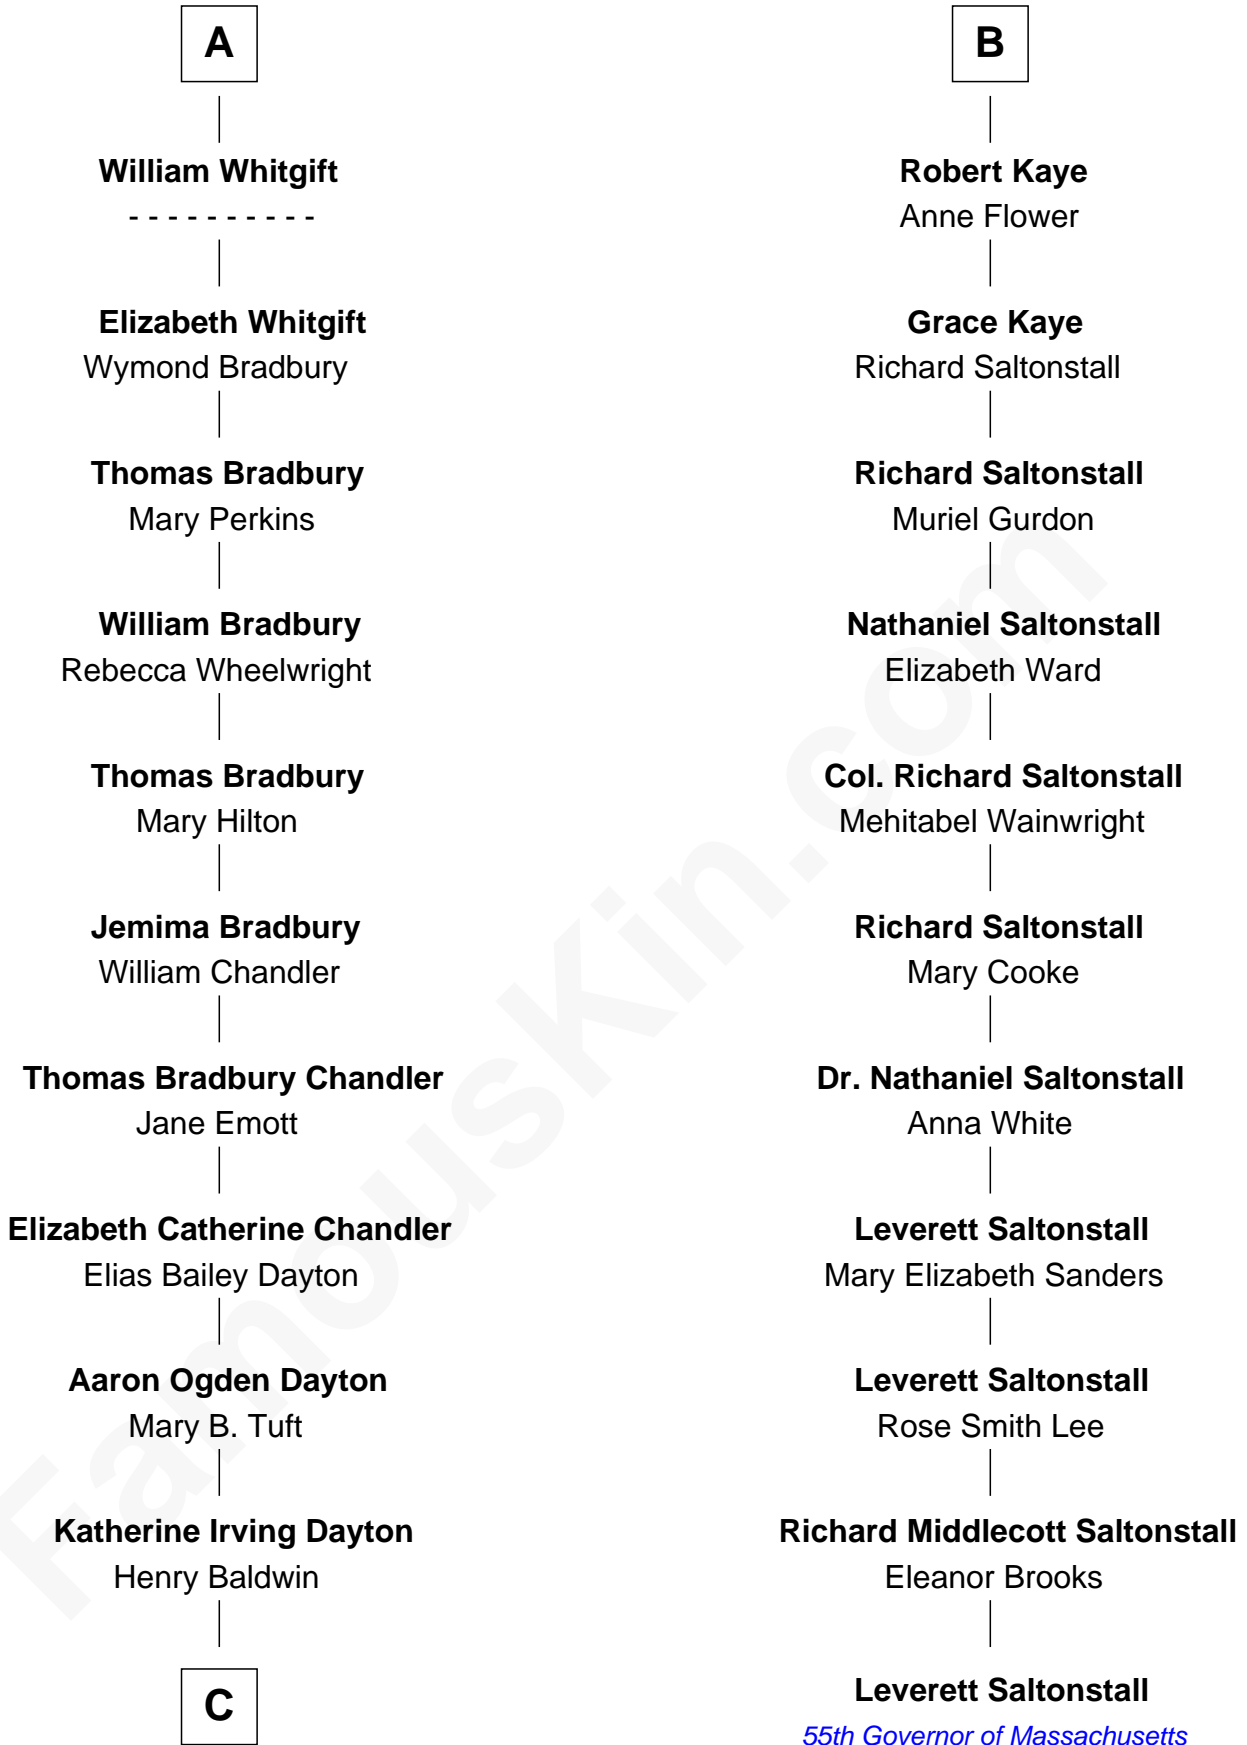 A
William Whitgift
- - - - - - - - - -
Elizabeth Whitgift
Wymond Bradbury
Thomas Bradbury
Mary Perkins
William Bradbury
Rebecca Wheelwright
Thomas Bradbury
Mary Hilton
Jemima Bradbury
William Chandler
Thomas Bradbury Chandler
Jane Emott
Elizabeth Catherine Chandler
Elias Bailey Dayton
Aaron Ogden Dayton
Mary B. Tuft
Katherine Irving Dayton
Henry Baldwin
C
B
Robert Kaye
Anne Flower
Grace Kaye
Richard Saltonstall
Richard Saltonstall
Muriel Gurdon
Nathaniel Saltonstall
Elizabeth Ward
Col. Richard Saltonstall
Mehitabel Wainwright
Richard Saltonstall
Mary Cooke
Dr. Nathaniel Saltonstall
Anna White
Leverett Saltonstall
Mary Elizabeth Sanders
Leverett Saltonstall
Rose Smith Lee
Richard Middlecott Saltonstall
Eleanor Brooks
Leverett Saltonstall
55th Governor of Massachusetts
FamousKin.com